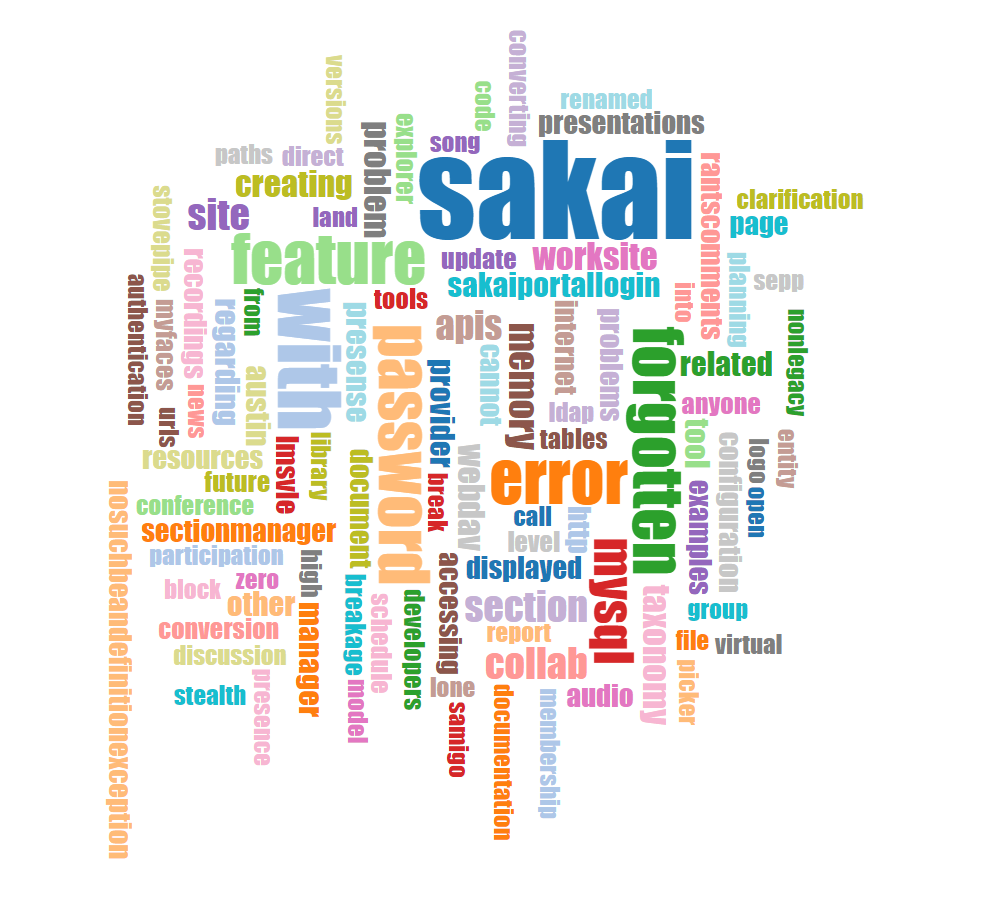 converting
versions
code
renamed
presentations
explorer
problem
song
sakai
paths
direct
creating
rantscomments
clarification
stovepipe
site
land
page
feature
update
worksite
planning
recordings
sakaiportallogin
sepp
authentication
from
with
tools
into
myfaces
regarding
presense
apis
internet
problems
nonlegacy
password
memory
forgotten
cannot
related
provider
austin
news
anyone
ldap
urls
tool
tables
library
lmsvle
configuration
entity
logo
resources
document
webdav
error
future
break
nosuchbeandefinitionexception
examples
open
conference
call
http
sectionmanager
level
participation
mysql
high
accessing
displayed
zero
breakage
block
taxonomy
other
schedule
developers
section
group
manager
conversion
report
file
virtual
discussion
collab
picker
presence
stealth
model
lone
documentation
audio
membership
samigo